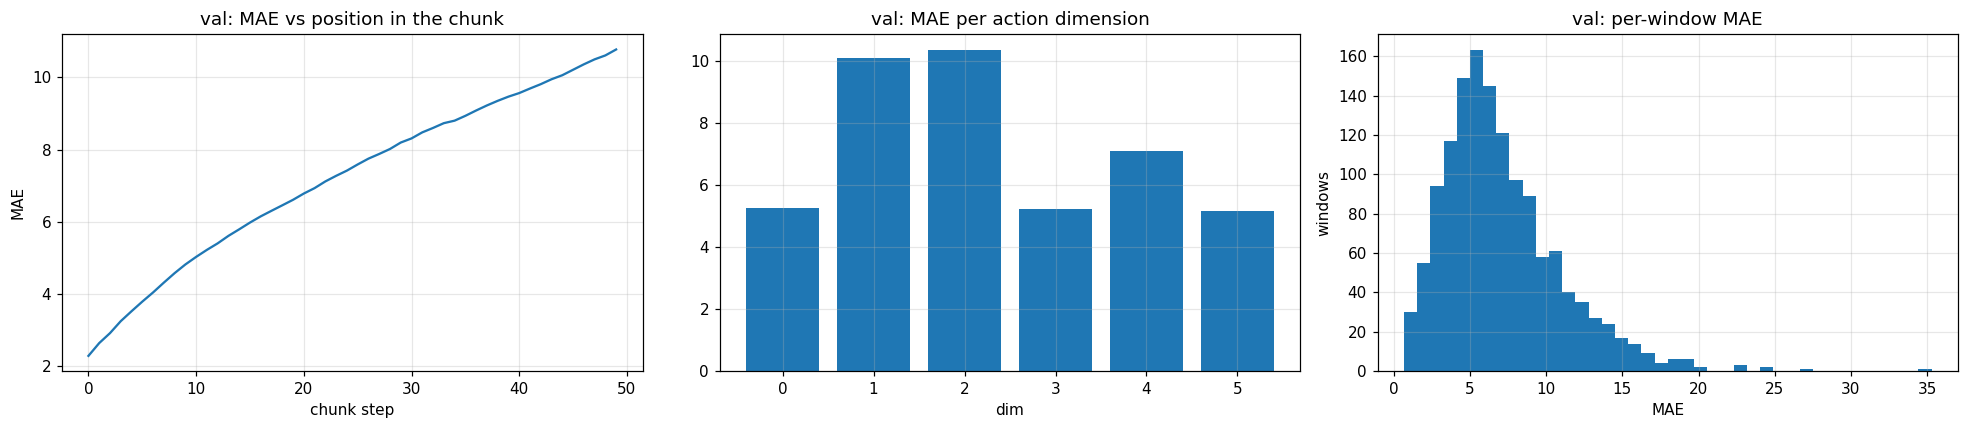 val: MAE vs position in the chunk
MAE
10
8
6
4
2
0 10 20 30 40 50
chunk step
val: MAE per action dimension
10
8
6
4
2
0
0 1 2 3 4 5
dim
val: per-window MAE
windows
160
140
120
100
80
60
40
20
0
0 5 10 15 20 25 30 35
MAE